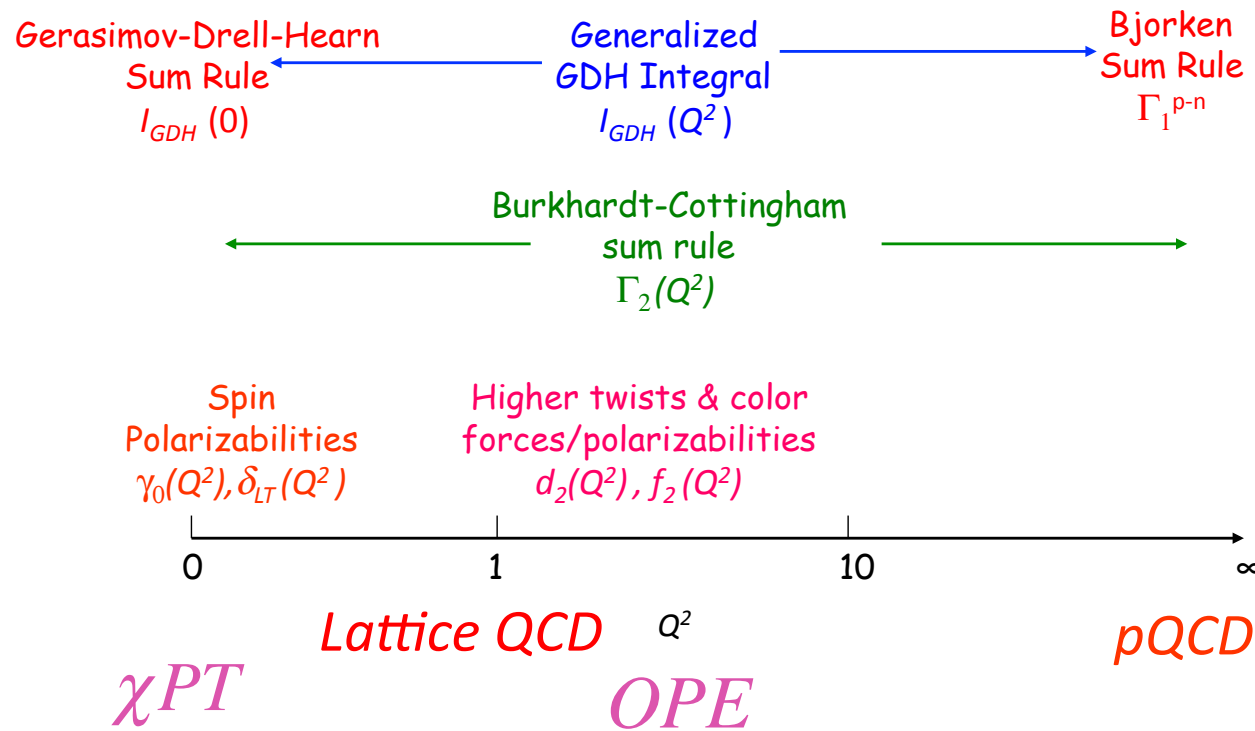 Gerasimov-Drell-Hearn
Sum Rule
I_GDH (0)
Generalized
GDH Integral
I_GDH (Q²)
Bjorken
Sum Rule
Γ₁ᵖ⁻ⁿ
Burkhardt-Cottingham
sum rule
Γ₂(Q²)
Spin
Polarizabilities
γ₀(Q²), δ_LT(Q²)
Higher twists & color
forces/polarizabilities
d₂(Q²), f₂(Q²)
0 1 10 ∞
Lattice QCD Q² pQCD
χPT OPE